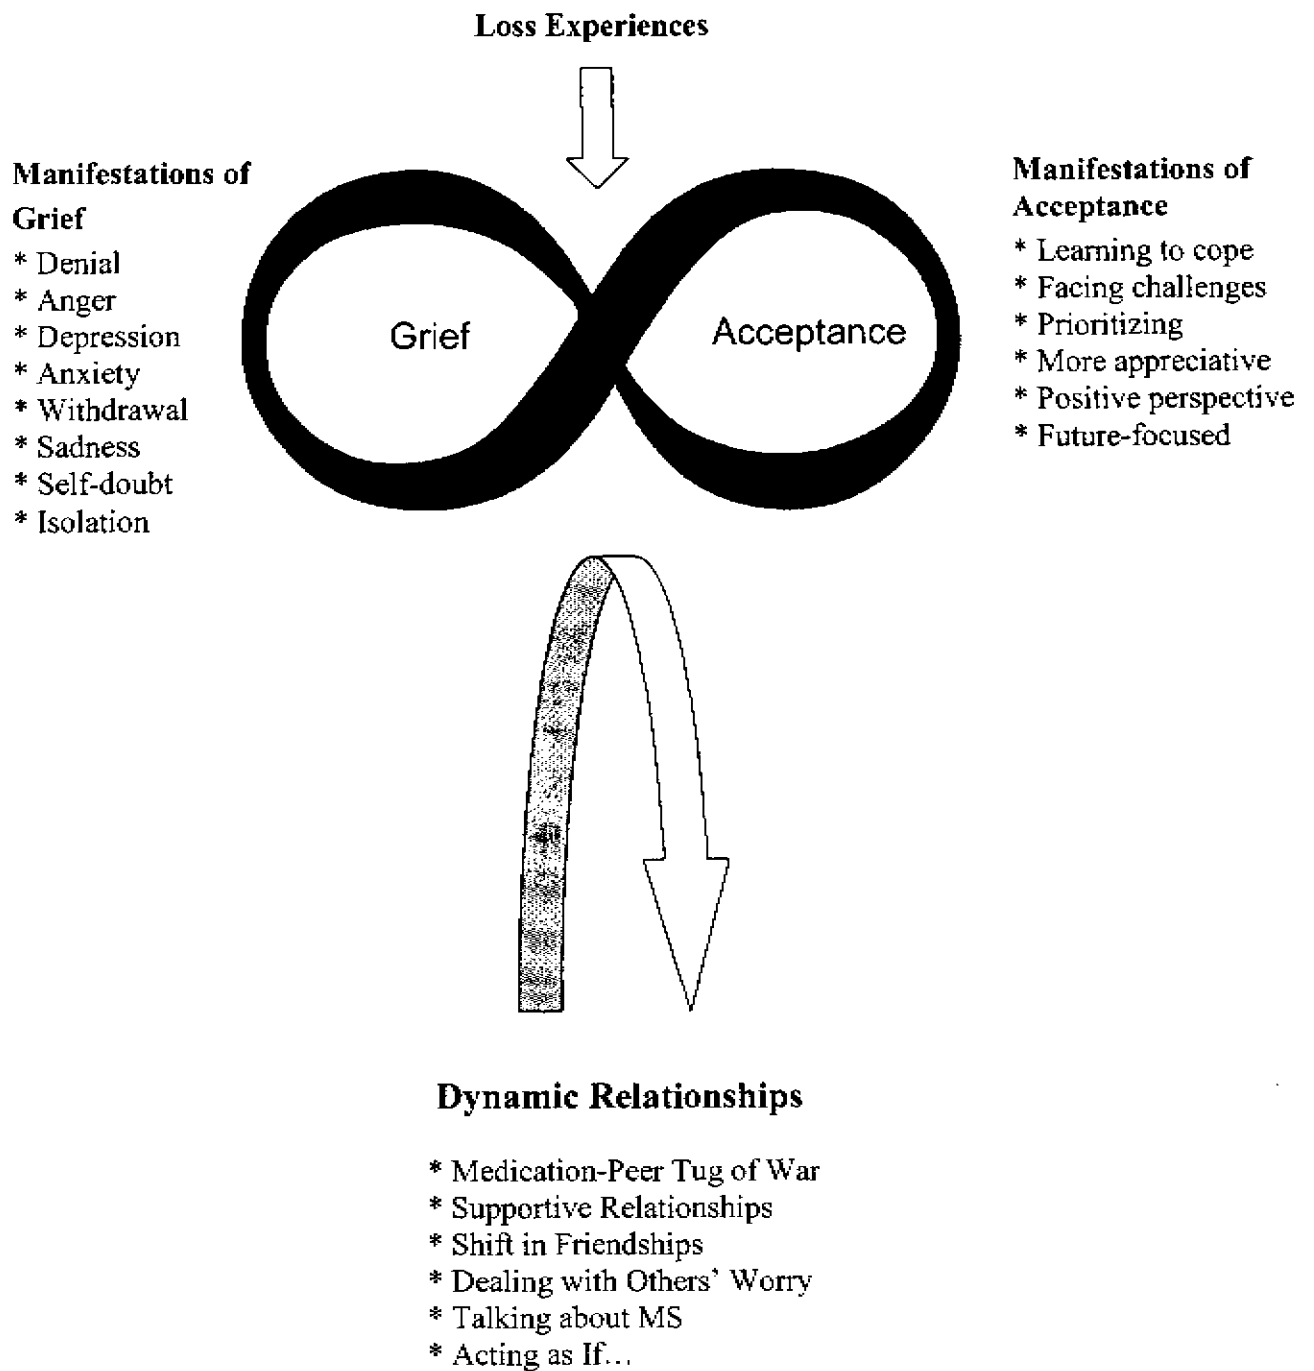 Loss Experiences
Manifestations of
Grief
* Denial
* Anger
* Depression
* Anxiety
* Withdrawal
* Sadness
* Self-doubt
* Isolation
Grief
Acceptance
Manifestations of
Acceptance
* Learning to cope
* Facing challenges
* Prioritizing
* More appreciative
* Positive perspective
* Future-focused
Dynamic Relationships
* Medication-Peer Tug of War
* Supportive Relationships
* Shift in Friendships
* Dealing with Others’ Worry
* Talking about MS
* Acting as If…